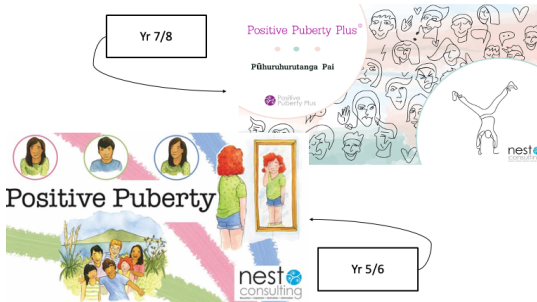 Yr 7/8
Positive Puberty Plus©
Pūhuruhurutanga Pai
Positive
Puberty Plus
nest
consulting
Positive Puberty
nest
consulting
Yr 5/6